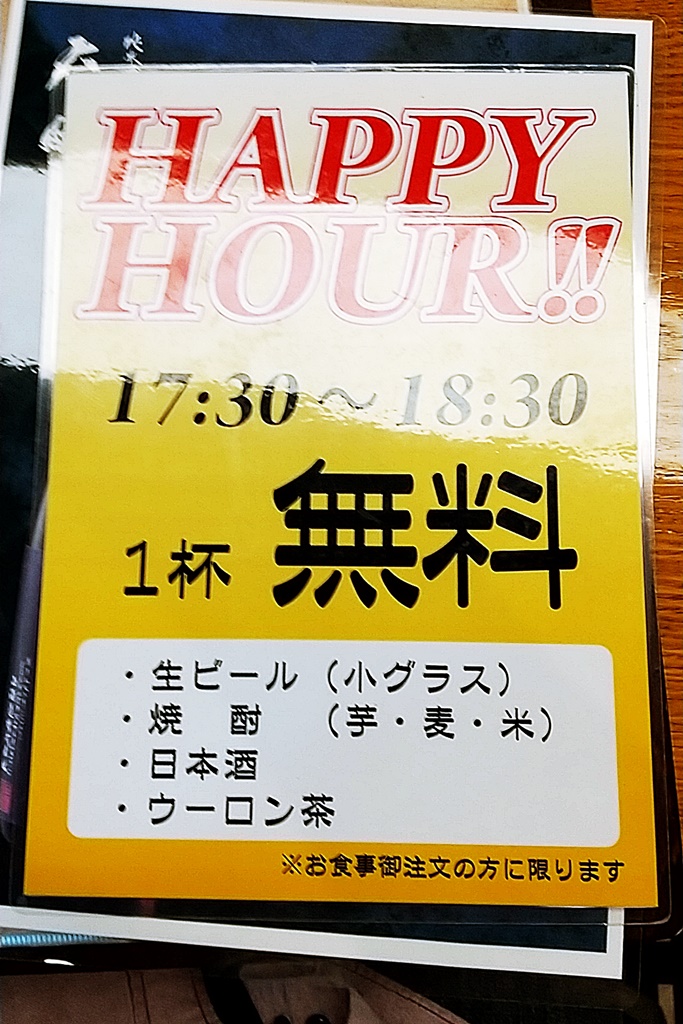 HAPPY
HOUR!!
17:30～18:30
1杯 無料
・生ビール（小グラス）
・焼　酎　（芋・麦・米）
・日本酒
・ウーロン茶
※お食事御注文の方に限ります